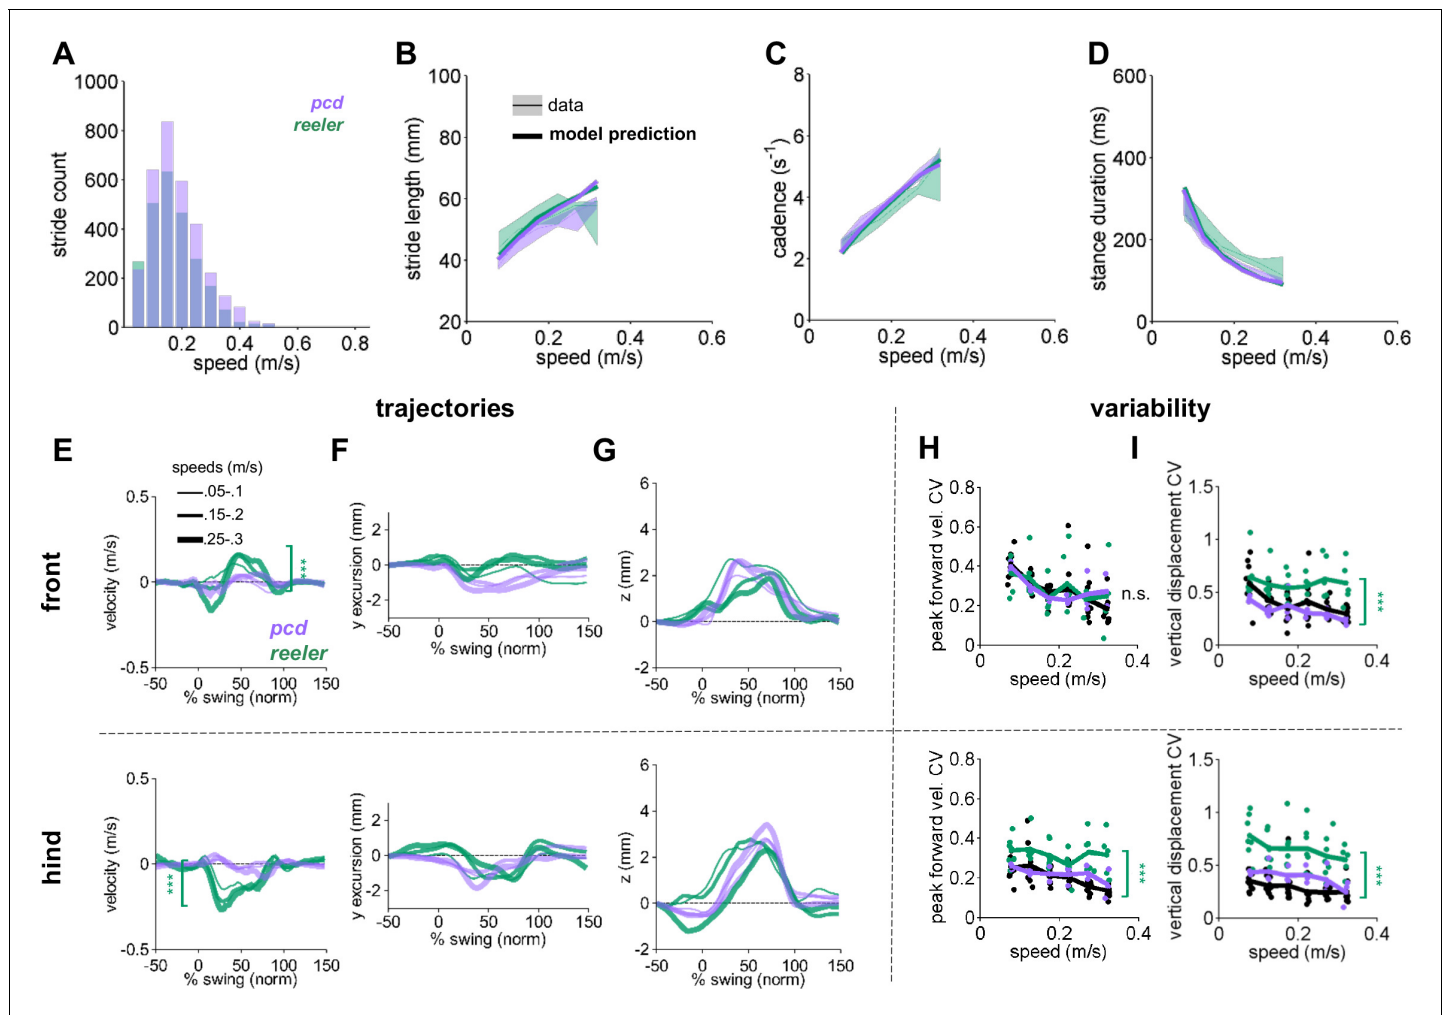 A
B
C
D
1000
800
600
400
200
0
stride count
0.2
0.4
0.6
0.8
speed (m/s)
pcd
reeler
100
80
60
40
20
stride length (mm)
0
0.2
0.4
0.6
speed (m/s)
data
model prediction
8
6
4
2
0
cadence (s-1)
0
0.2
0.4
0.6
speed (m/s)
600
400
200
0
stance duration (ms)
0
0.2
0.4
0.6
speed (m/s)
trajectories
variability
E
F
G
H
I
front
speeds (m/s)
.05-.1
.15-.2
.25-.3
0.5
0
-0.5
velocity (m/s)
***
pcd
reeler
-50
0
50
100
150
% swing (norm)
2
0
-2
y excursion (mm)
-50
0
50
100
150
% swing (norm)
6
4
2
0
-2
z (mm)
-50
0
50
100
150
% swing (norm)
0.8
0.6
0.4
0.2
0
peak forward vel. CV
n.s.
0
0.2
0.4
speed (m/s)
1.5
1
0.5
0
vertical displacement CV
***
0
0.2
0.4
speed (m/s)
hind
0.5
0
-0.5
velocity (m/s)
***
-50
0
50
100
150
% swing (norm)
2
0
-2
y excursion (mm)
-50
0
50
100
150
% swing (norm)
6
4
2
0
-2
z (mm)
-50
0
50
100
150
% swing (norm)
0.8
0.6
0.4
0.2
0
peak forward vel. CV
***
0
0.2
0.4
speed (m/s)
1.5
1
0.5
0
vertical displacement CV
***
0
0.2
0.4
speed (m/s)